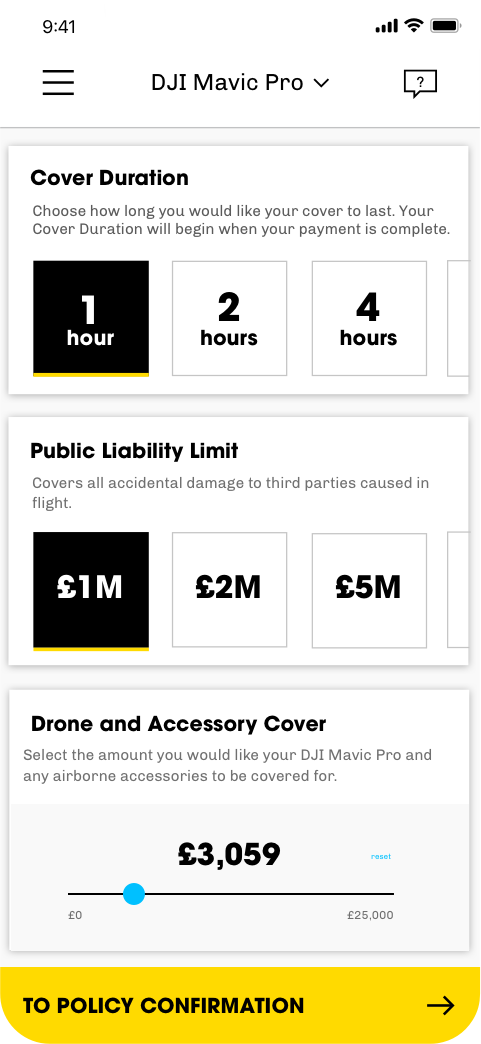 9:41
DJI Mavic Pro
?
Cover Duration
Choose how long you would like your cover to last. Your
Cover Duration will begin when your payment is complete.
1
hour
2
hours
4
hours
Public Liability Limit
Covers all accidental damage to third parties caused in
flight.
£1M
£2M
£5M
Drone and Accessory Cover
Select the amount you would like your DJI Mavic Pro and
any airborne accessories to be covered for.
£3,059
reset
£0
£25,000
TO POLICY CONFIRMATION